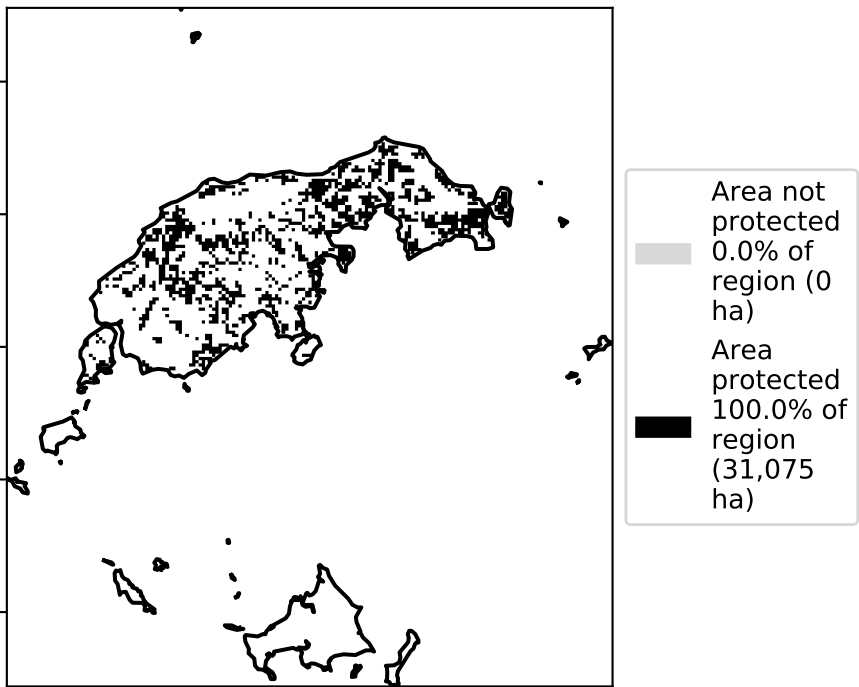 Area not
protected
0.0% of
region (0
ha)
Area
protected
100.0% of
region
(31,075
ha)